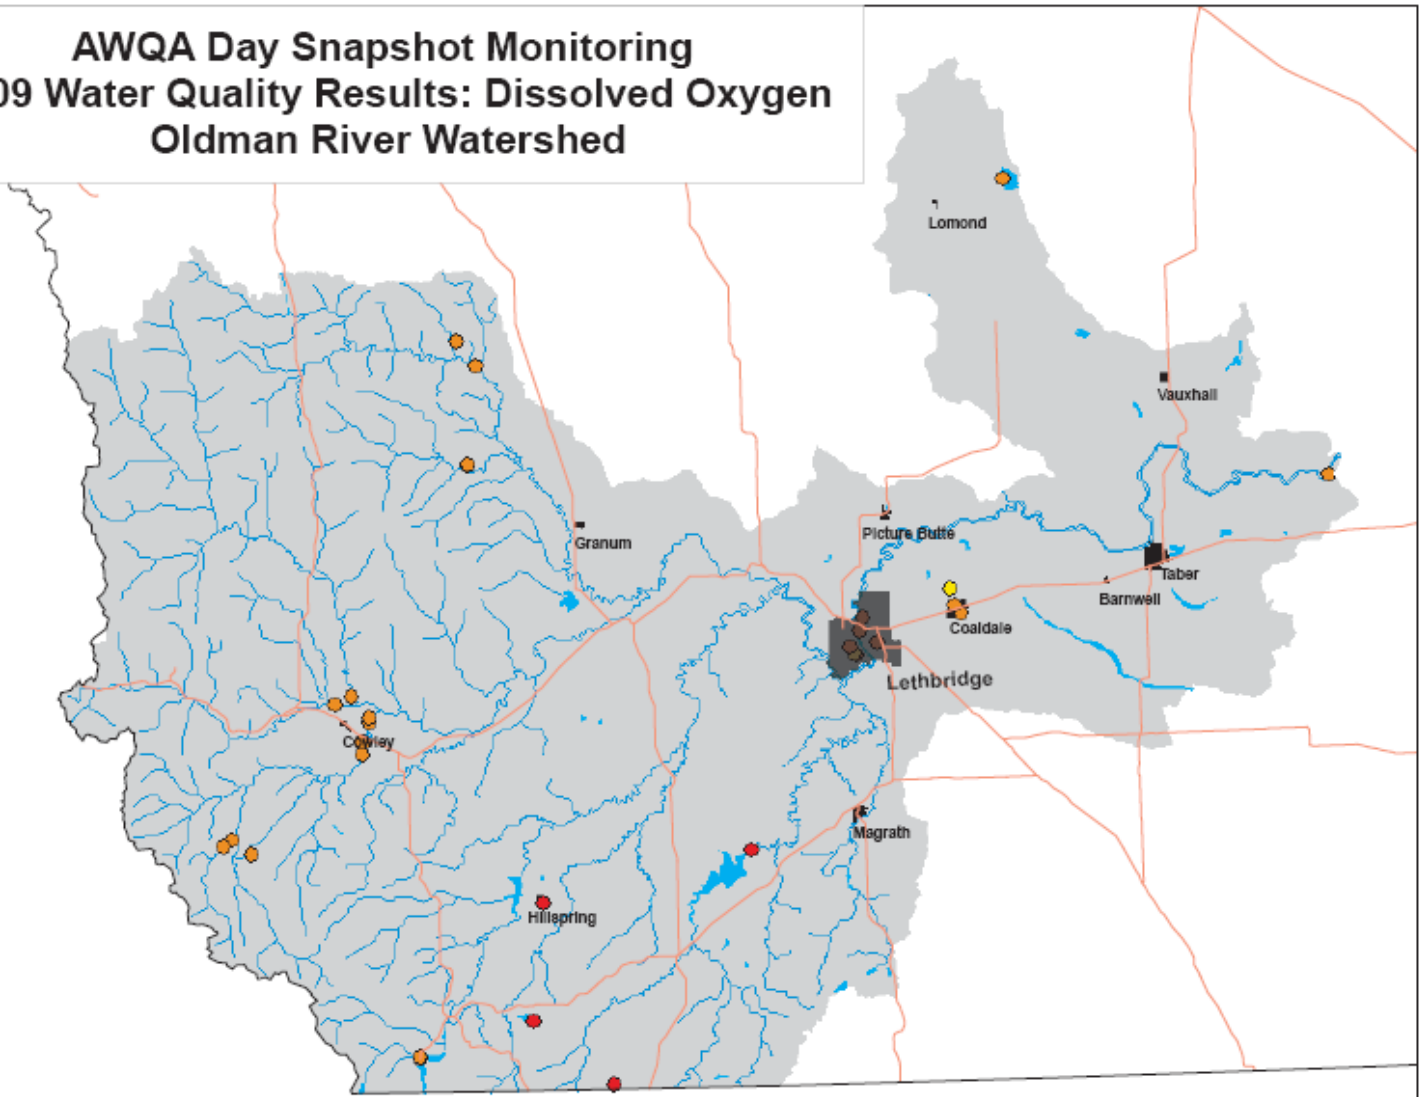 AWQA Day Snapshot Monitoring
09 Water Quality Results: Dissolved Oxygen
Oldman River Watershed
Lomond
Vauxhall
Granum
Picture Butte
Taber
Barnwell
Coaldale
Lethbridge
Cowley
Magrath
Hillspring